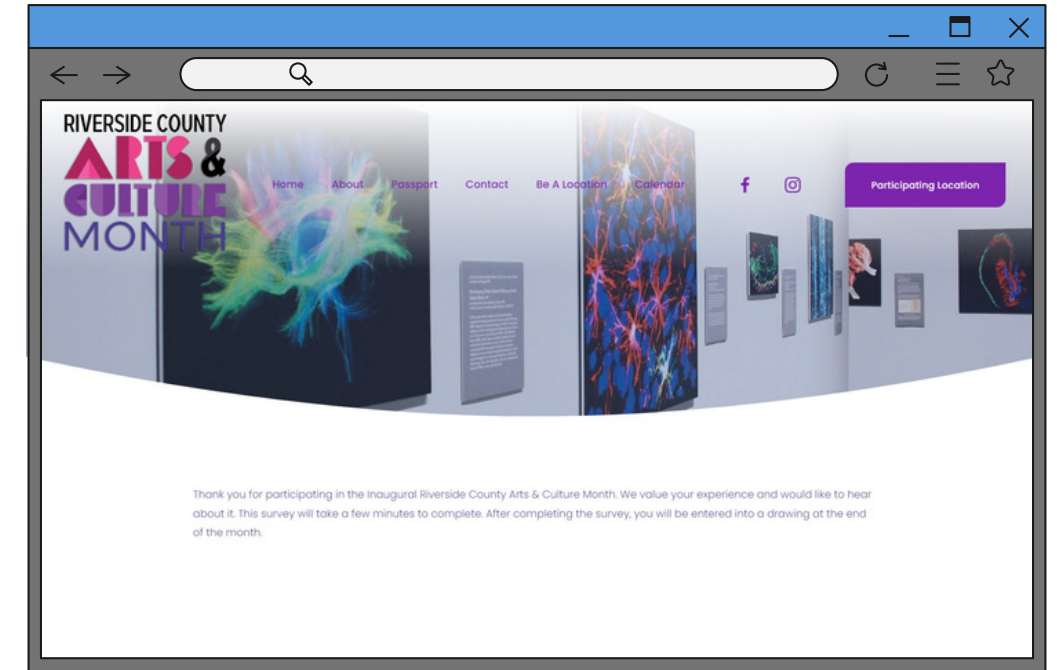 RIVERSIDE COUNTY
ARTS &
CULTURE
MONTH
Home About Passport Contact Be A Location Calendar
Participating Location
Thank you for participating in the Inaugural Riverside County Arts & Culture Month. We value your experience and would like to hear
about it. This survey will take a few minutes to complete. After completing the survey, you will be entered into a drawing at the end
of the month.